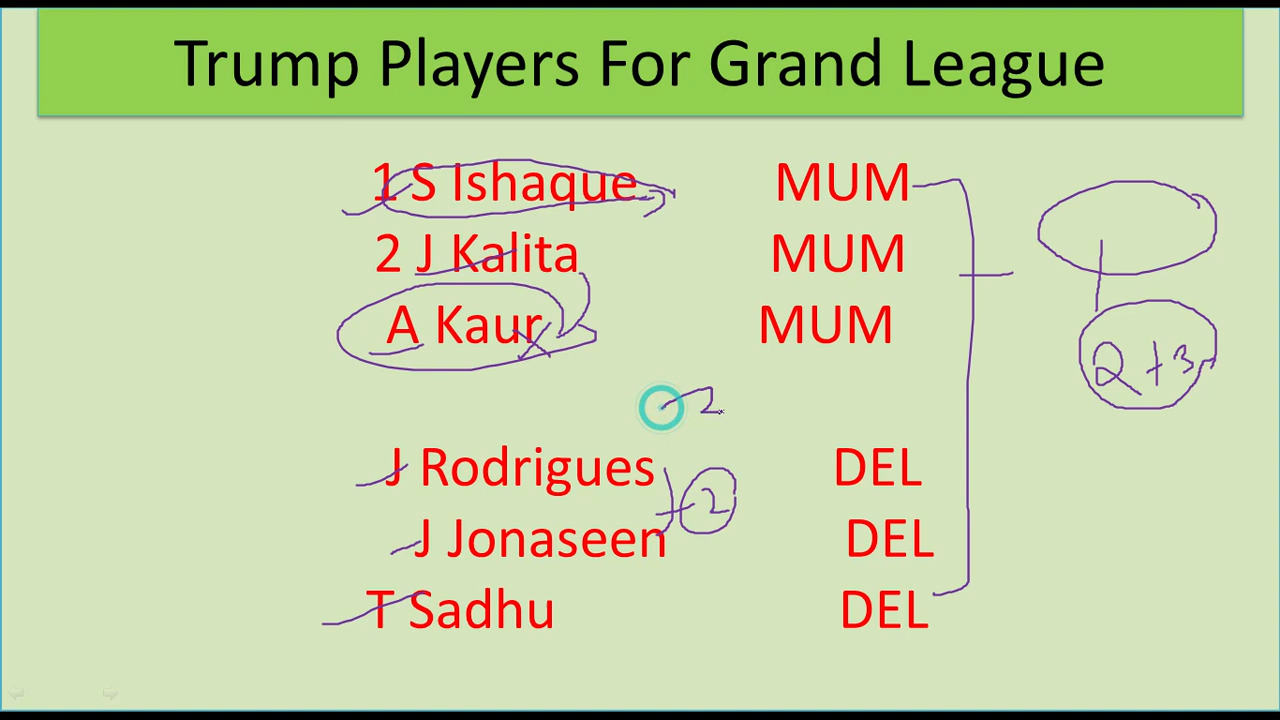 Trump Players For Grand League
1 S Ishaque MUM
2 J Kalita MUM
A Kaur MUM
2
J Rodrigues DEL
2
J Jonaseen DEL
T Sadhu DEL
2 + 3